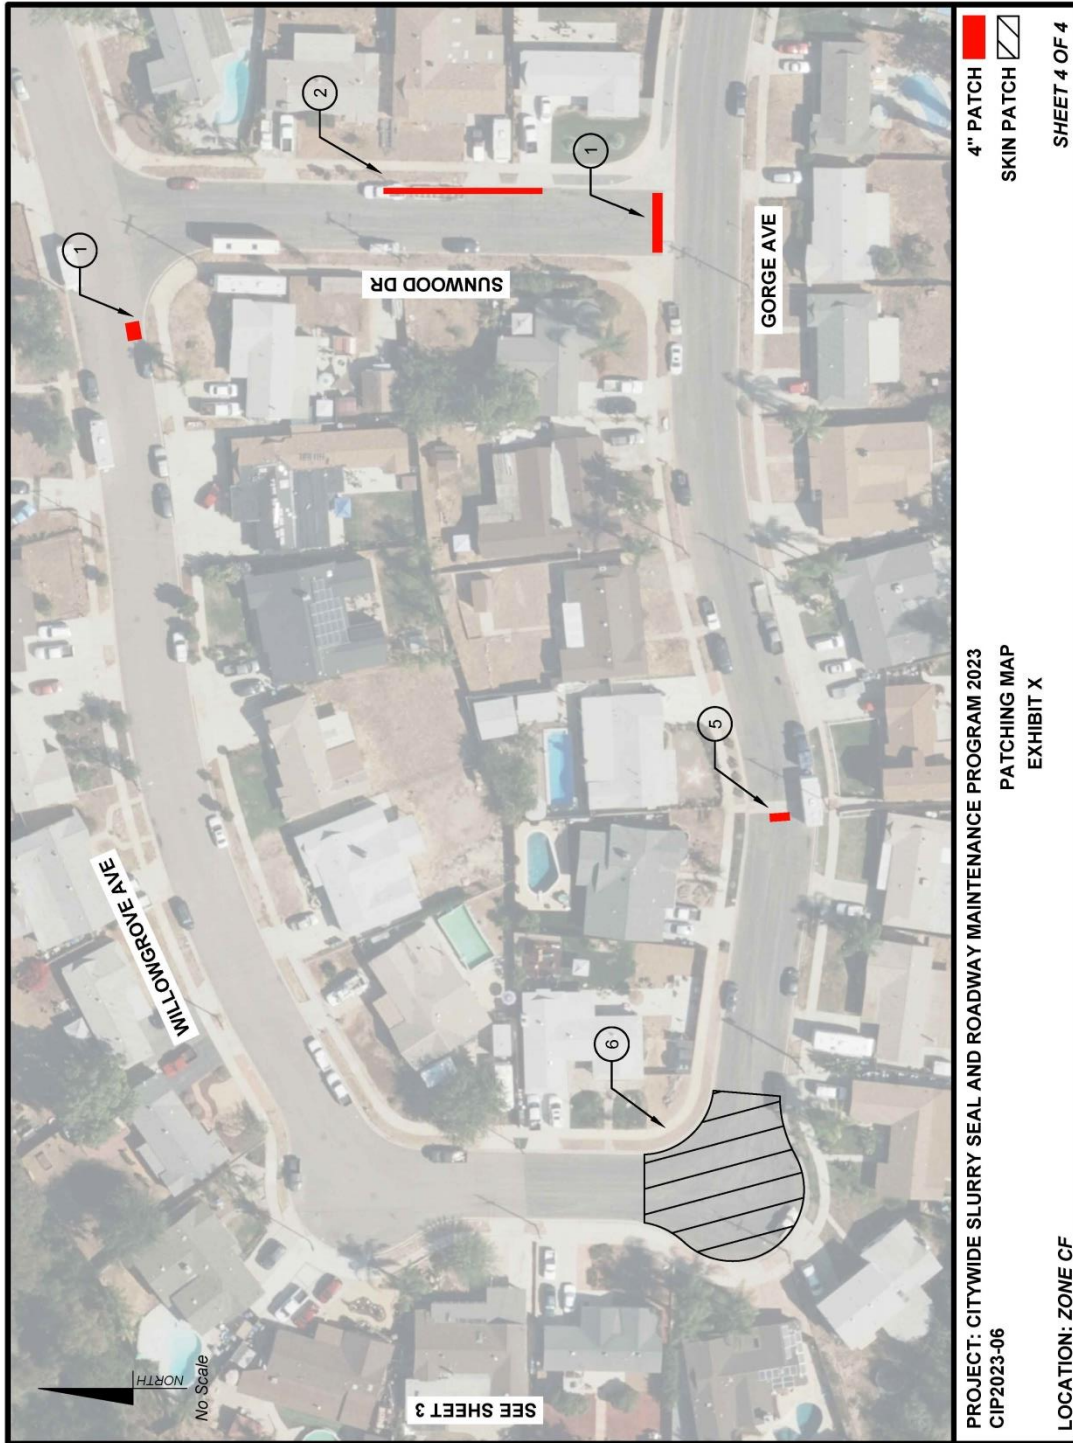 WILLOWGROVE AVE
SUNWOOD DR
GORGE AVE
1
2
1
5
6
NORTH
No Scale
SEE SHEET 3
PROJECT: CITYWIDE SLURRY SEAL AND ROADWAY MAINTENANCE PROGRAM 2023
CIP2023-06
PATCHING MAP
EXHIBIT X
LOCATION: ZONE CF
4" PATCH
SKIN PATCH
SHEET 4 OF 4